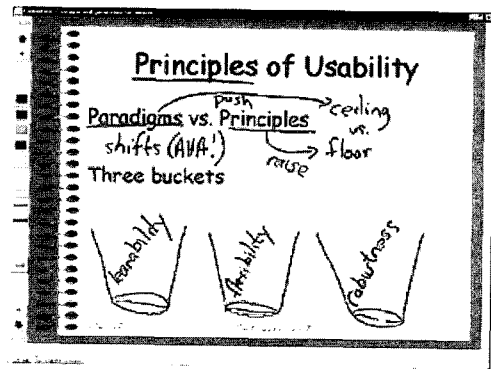 Principles of Usability
push
Paradigms vs. Principles
ceiling
vs.
shifts (AHA!)
raise
floor
Three buckets
learnability
flexibility
robustness